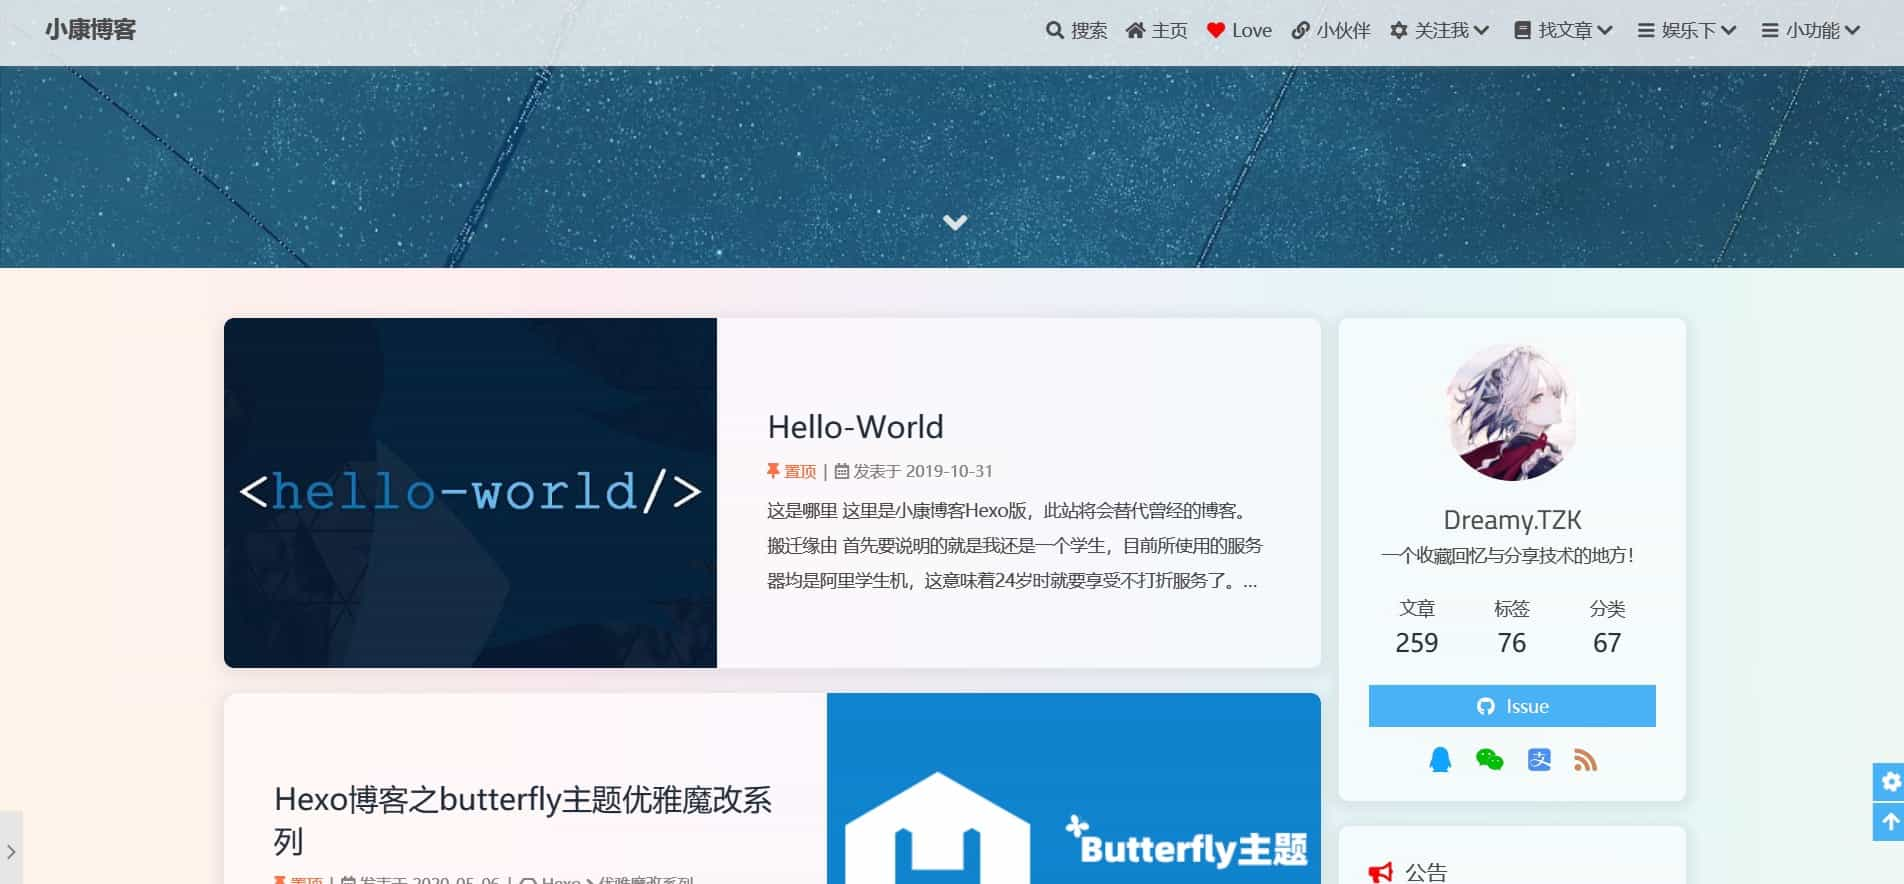 小康博客
搜索 主页 Love 小伙伴 关注我 找文章 娱乐下 小功能
<hello-world/>
Hello-World
置顶 | 发表于 2019-10-31
这是哪里 这里是小康博客Hexo版，此站将会替代曾经的博客。
搬迁缘由 首先要说明的就是我还是一个学生，目前所使用的服务
器均是阿里学生机，这意味着24岁时就要享受不打折服务了。...
Hexo博客之butterfly主题优雅魔改系
列
置顶 | 发表于 2020-05-06 | Hexo > 优雅魔改系列
Butterfly主题
Dreamy.TZK
一个收藏回忆与分享技术的地方！
文章 标签 分类
259 76 67
Issue
支
公告